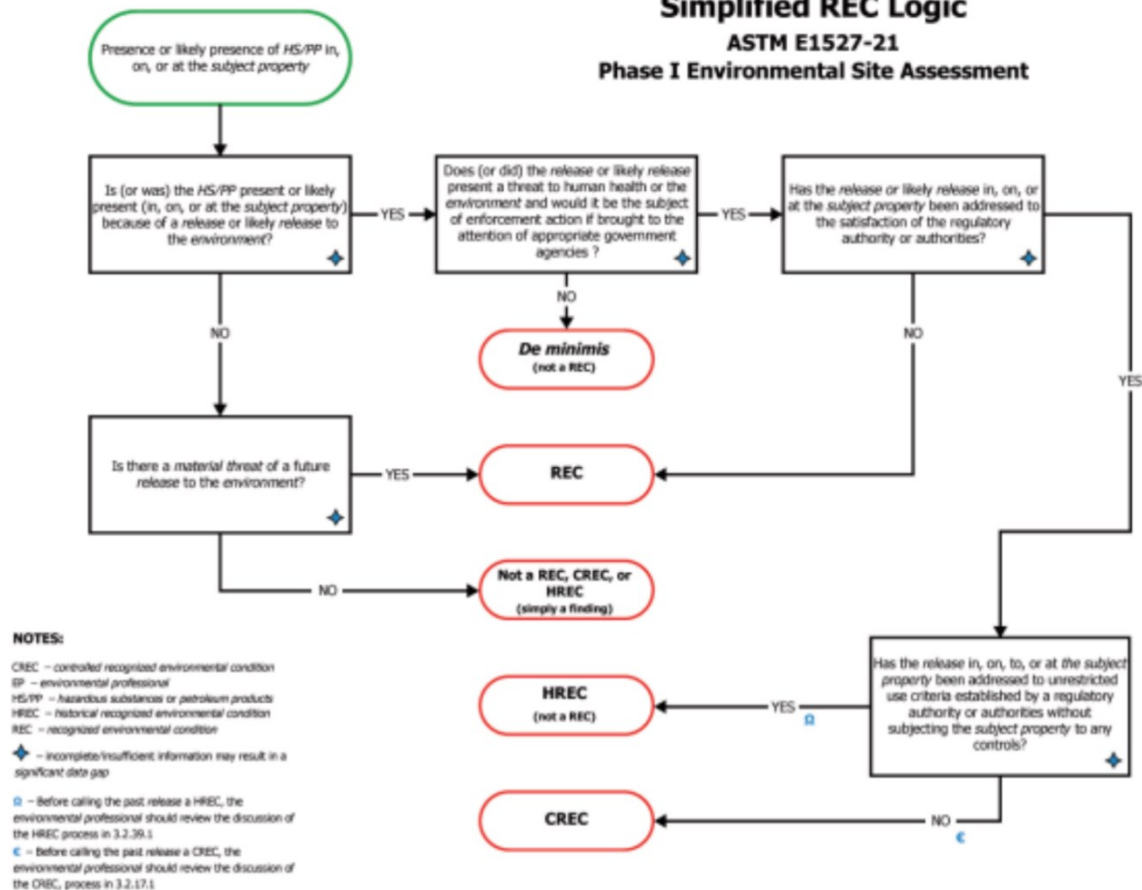 Simplified REC Logic
ASTM E1527-21
Phase I Environmental Site Assessment
Presence or likely presence of HS/PP in,
on, or at the subject property
Is (or was) the HS/PP present or likely
present (in, on, or at the subject property)
because of a release or likely release to
the environment?
YES
Does (or did) the release or likely release
present a threat to human health or the
environment and would it be the subject
of enforcement action if brought to the
attention of appropriate government
agencies ?
YES
Has the release or likely release in, on, or
at the subject property been addressed to
the satisfaction of the regulatory
authority or authorities?
NO
De minimis
(not a REC)
NO
NO
YES
Is there a material threat of a future
release to the environment?
YES
REC
NO
Not a REC, CREC, or
HREC
(simply a finding)
Has the release in, on, to, or at the subject
property been addressed to unrestricted
use criteria established by a regulatory
authority or authorities without
subjecting the subject property to any
controls?
YES
Ω
HREC
(not a REC)
NO
€
CREC
NOTES:
CREC – controlled recognized environmental condition
EP – environmental professional
HS/PP – hazardous substances or petroleum products
HREC – historical recognized environmental condition
REC – recognized environmental condition
– incomplete/insufficient information may result in a
significant data gap
Ω – Before calling the past release a HREC, the
environmental professional should review the discussion of
the HREC process in 3.2.39.1
€ – Before calling the past release a CREC, the
environmental professional should review the discussion of
the CREC, process in 3.2.17.1